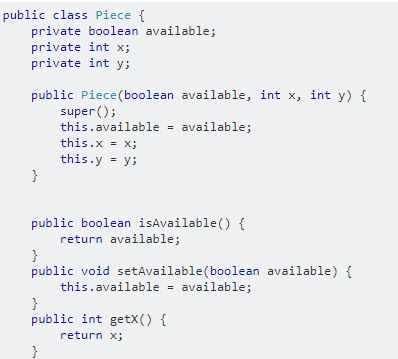 public class Piece {
    private boolean available;
    private int x;
    private int y;

    public Piece(boolean available, int x, int y) {
        super();
        this.available = available;
        this.x = x;
        this.y = y;
    }


    public boolean isAvailable() {
        return available;
    }
    public void setAvailable(boolean available) {
        this.available = available;
    }
    public int getX() {
        return x;
    }